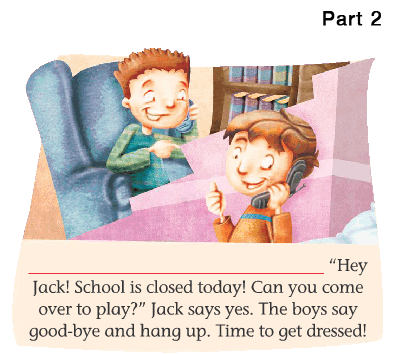 Part 2
______________________________ “Hey
Jack! School is closed today! Can you come
over to play?” Jack says yes. The boys say
good-bye and hang up. Time to get dressed!